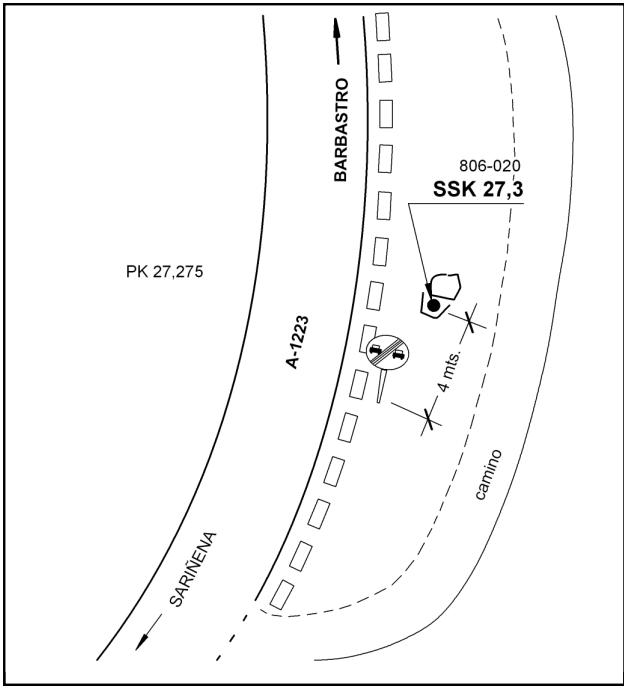 BARBASTRO
806-020
SSK 27,3
PK 27,275
A-1223
4 mts.
camino
SARIÑENA